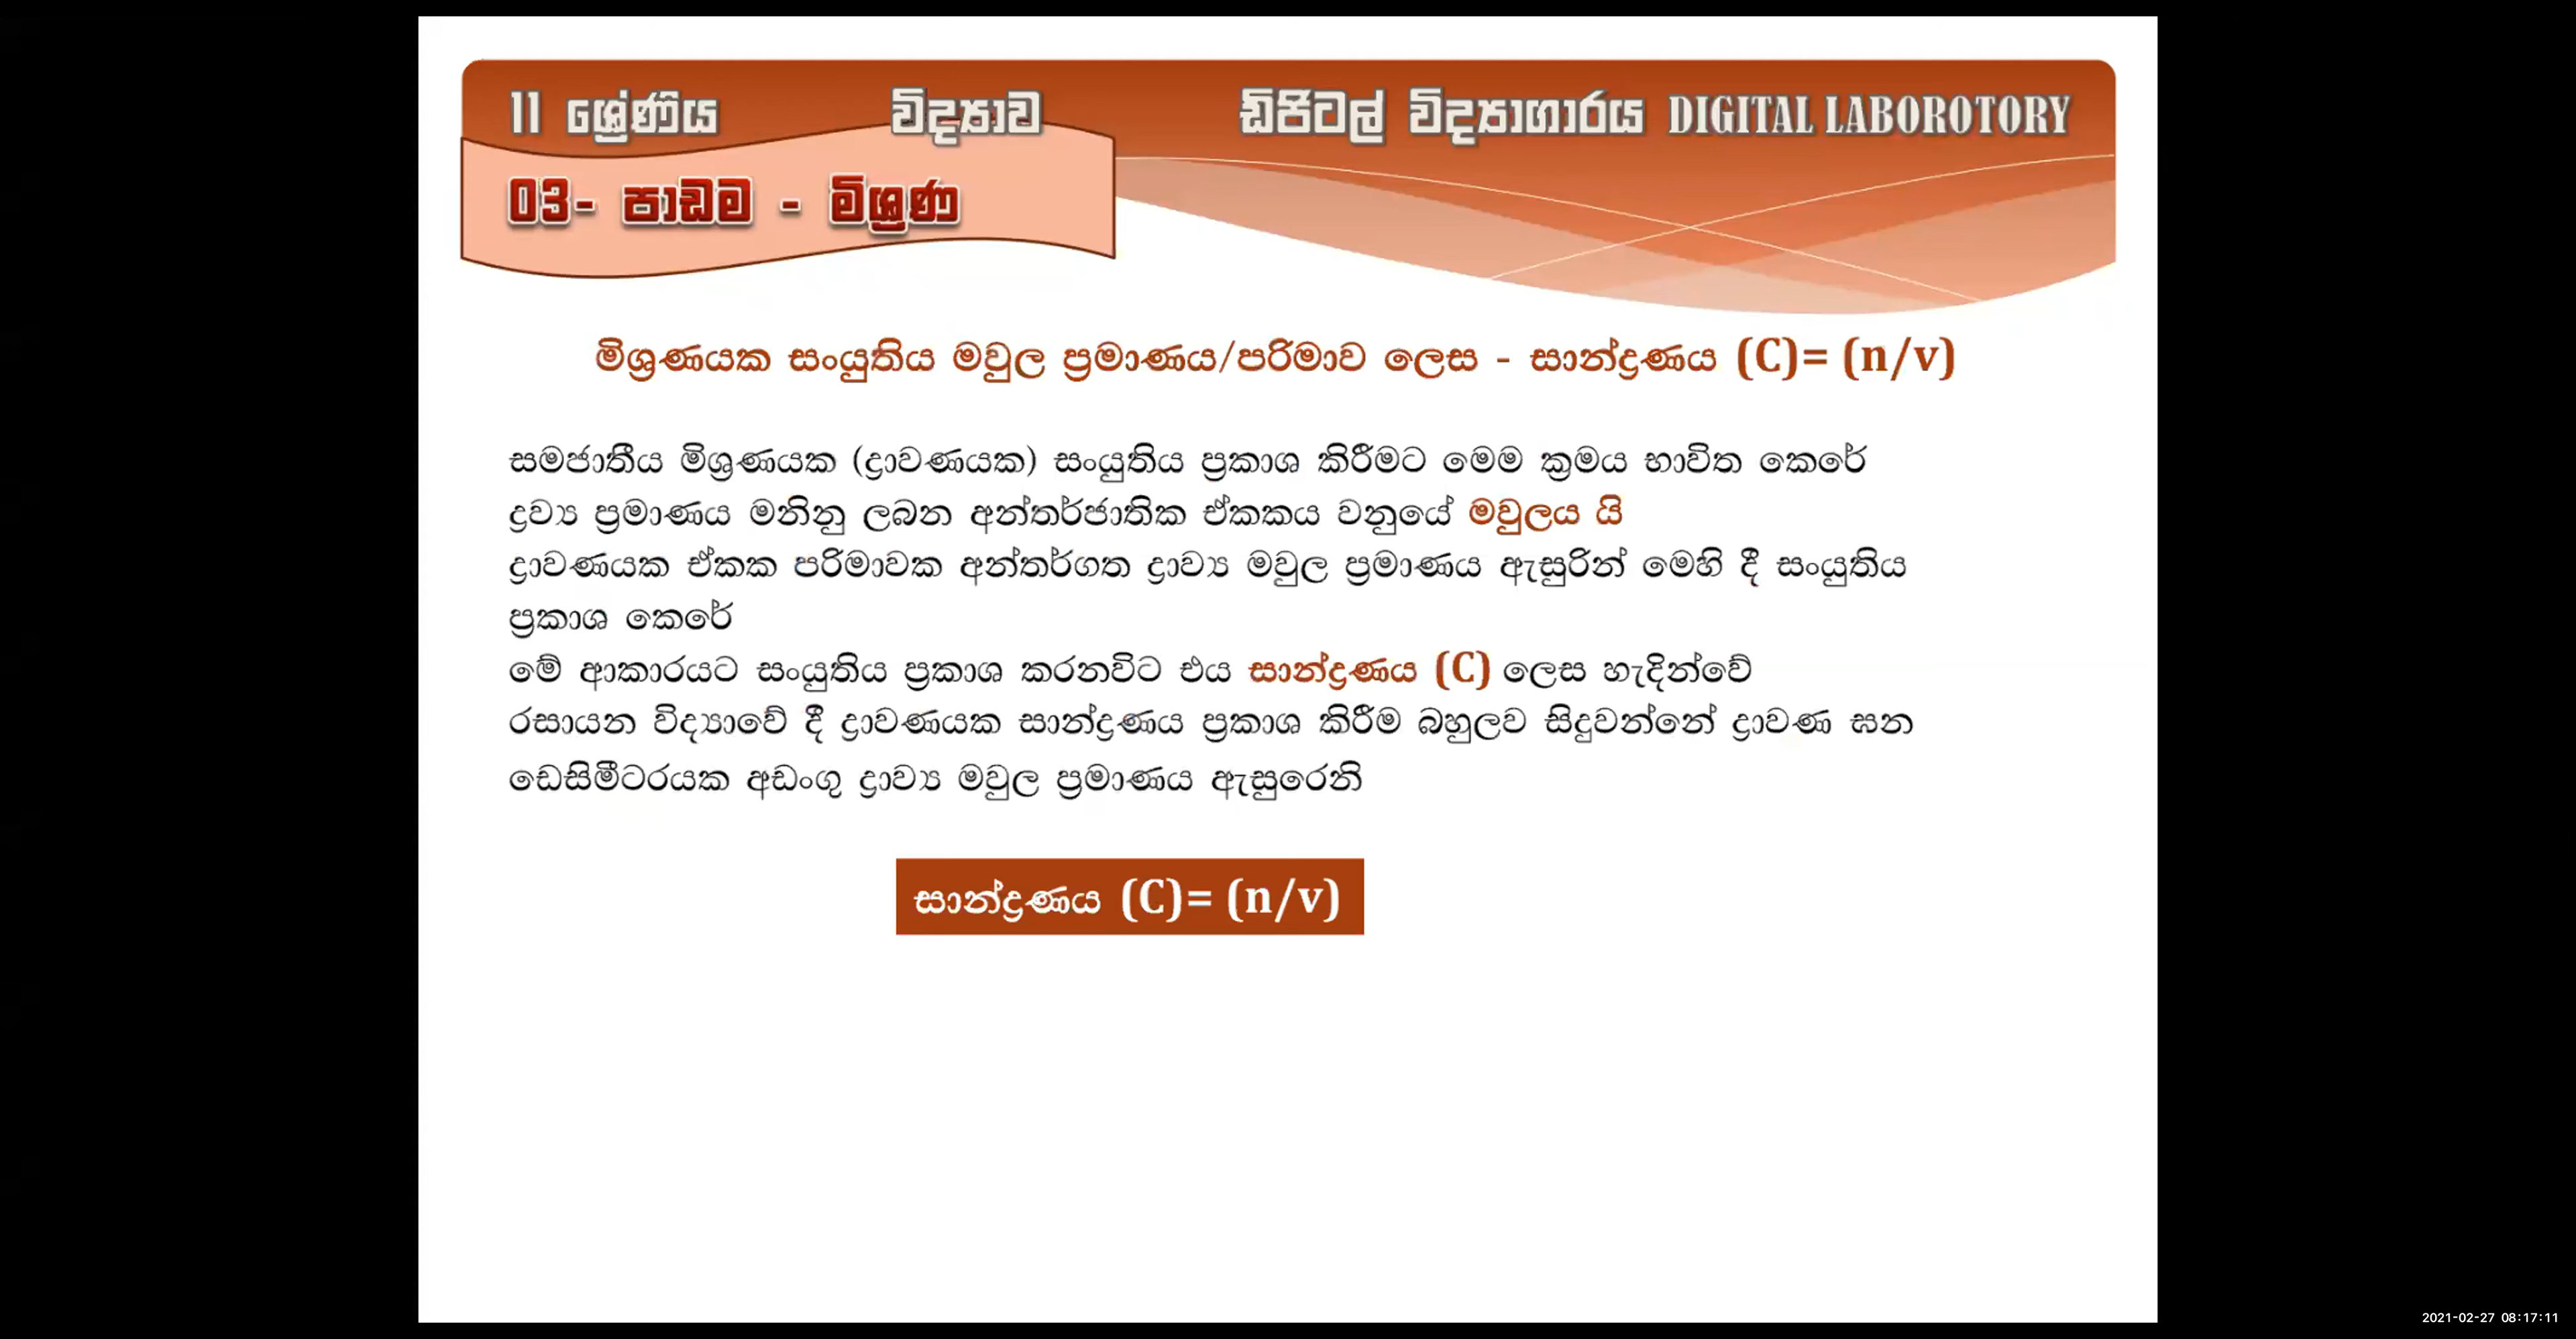 11 ශ්‍රේණිය විද්‍යාව ඩිජිටල් විද්‍යාගාරය DIGITAL LABOROTORY
03- පාඩම - මිශ්‍රණ
මිශ්‍රණයක සංයුතිය මවුල ප්‍රමාණය/පරිමාව ලෙස - සාන්ද්‍රණය (C)= (n/v)
සමජාතීය මිශ්‍රණයක (ද්‍රාවණයක) සංයුතිය ප්‍රකාශ කිරීමට මෙම ක්‍රමය භාවිත කෙරේ
ද්‍රව්‍ය ප්‍රමාණය මනිනු ලබන අන්තර්ජාතික ඒකකය වනුයේ මවුලය යි
ද්‍රාවණයක ඒකක පරිමාවක අන්තර්ගත ද්‍රාව්‍ය මවුල ප්‍රමාණය ඇසුරින් මෙහි දී සංයුතිය
ප්‍රකාශ කෙරේ
මේ ආකාරයට සංයුතිය ප්‍රකාශ කරනවිට එය සාන්ද්‍රණය (C) ලෙස හැදින්වේ
රසායන විද්‍යාවේ දී ද්‍රාවණයක සාන්ද්‍රණය ප්‍රකාශ කිරීම බහුලව සිදුවන්නේ ද්‍රාවණ ඝන
ඩෙසිමීටරයක අඩංගු ද්‍රාව්‍ය මවුල ප්‍රමාණය ඇසුරෙනි
සාන්ද්‍රණය (C)= (n/v)
2021-02-27 08:17:11